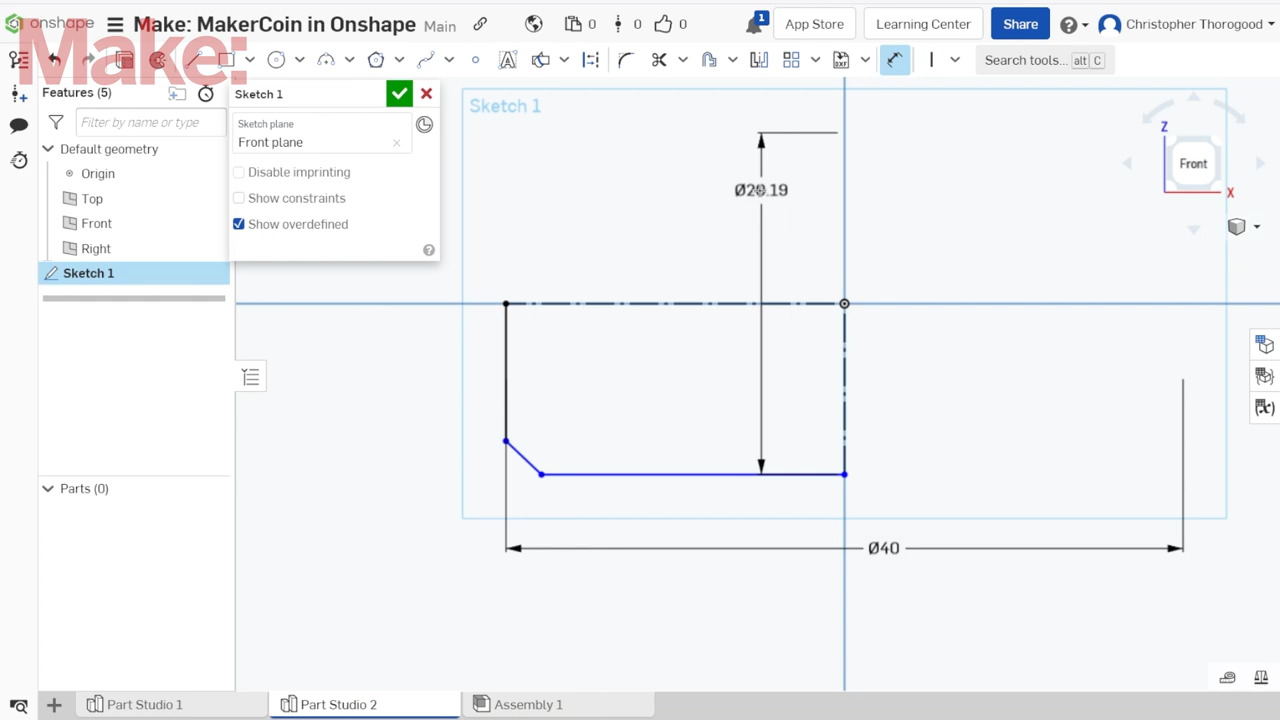 onshape
Make: MakerCoin in Onshape Main
0
0
0
1
App Store
Learning Center
Share
Christopher Thorogood
Make:
Search tools...
alt
C
Features (5)
Filter by name or type
Default geometry
Origin
Top
Front
Right
Sketch 1
Parts (0)
Sketch 1
Sketch plane
Front plane
Disable imprinting
Show constraints
Show overdefined
Sketch 1
Z
Front
X
Ø40
Part Studio 1
Part Studio 2
Assembly 1